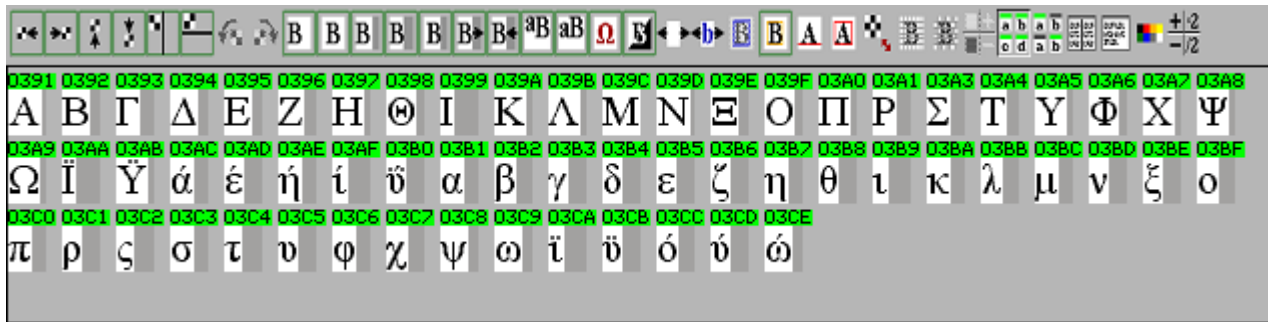 B B B B B B B aB aB Ω B b B B A A B B a b a b +2
c d a b -/2
0391 0392 0393 0394 0395 0396 0397 0398 0399 039A 039B 039C 039D 039E 039F 03A0 03A1 03A3 03A4 03A5 03A6 03A7 03A8
Α Β Γ Δ Ε Ζ Η Θ Ι Κ Λ Μ Ν Ξ Ο Π Ρ Σ Τ Υ Φ Χ Ψ
03A9 03AA 03AB 03AC 03AD 03AE 03AF 03B0 03B1 03B2 03B3 03B4 03B5 03B6 03B7 03B8 03B9 03BA 03BB 03BC 03BD 03BE 03BF
Ω Ϊ Ϋ ά έ ή ί ΰ α β γ δ ε ζ η θ ι κ λ μ ν ξ ο
03C0 03C1 03C2 03C3 03C4 03C5 03C6 03C7 03C8 03C9 03CA 03CB 03CC 03CD 03CE
π ρ ς σ τ υ φ χ ψ ω ϊ ϋ ό ύ ώ